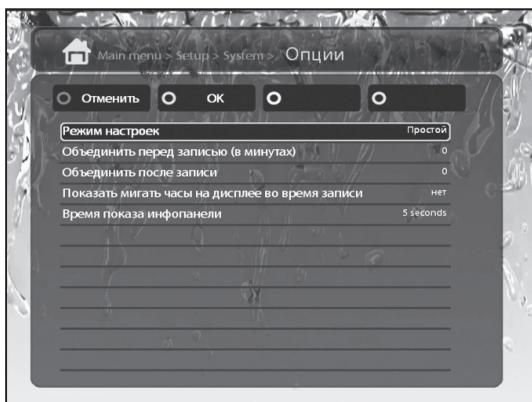 Main menu > Setup > System > Опции
Отменить OK
Режим настроек Простой
Объединить перед записью (в минутах) 0
Объединить после записи 0
Показать мигать часы на дисплее во время записи нет
Время показа инфопанели 5 seconds